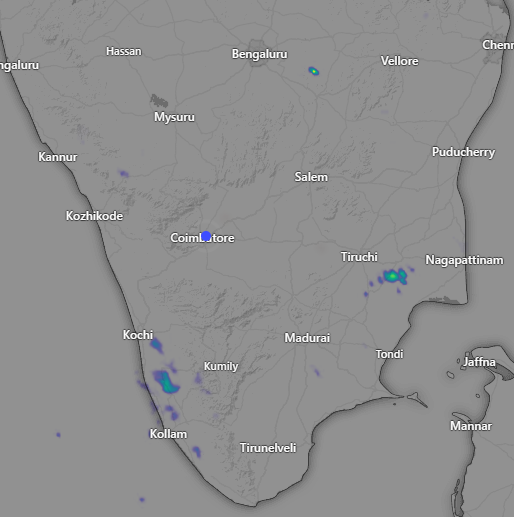 Hassan
Bengaluru
Chenn
ngaluru
Vellore
Mysuru
Kannur
Puducherry
Salem
Kozhikode
Coimbatore
Tiruchi
Nagapattinam
Kochi
Madurai
Tondi
Kumily
Jaffna
Kollam
Mannar
Tirunelveli